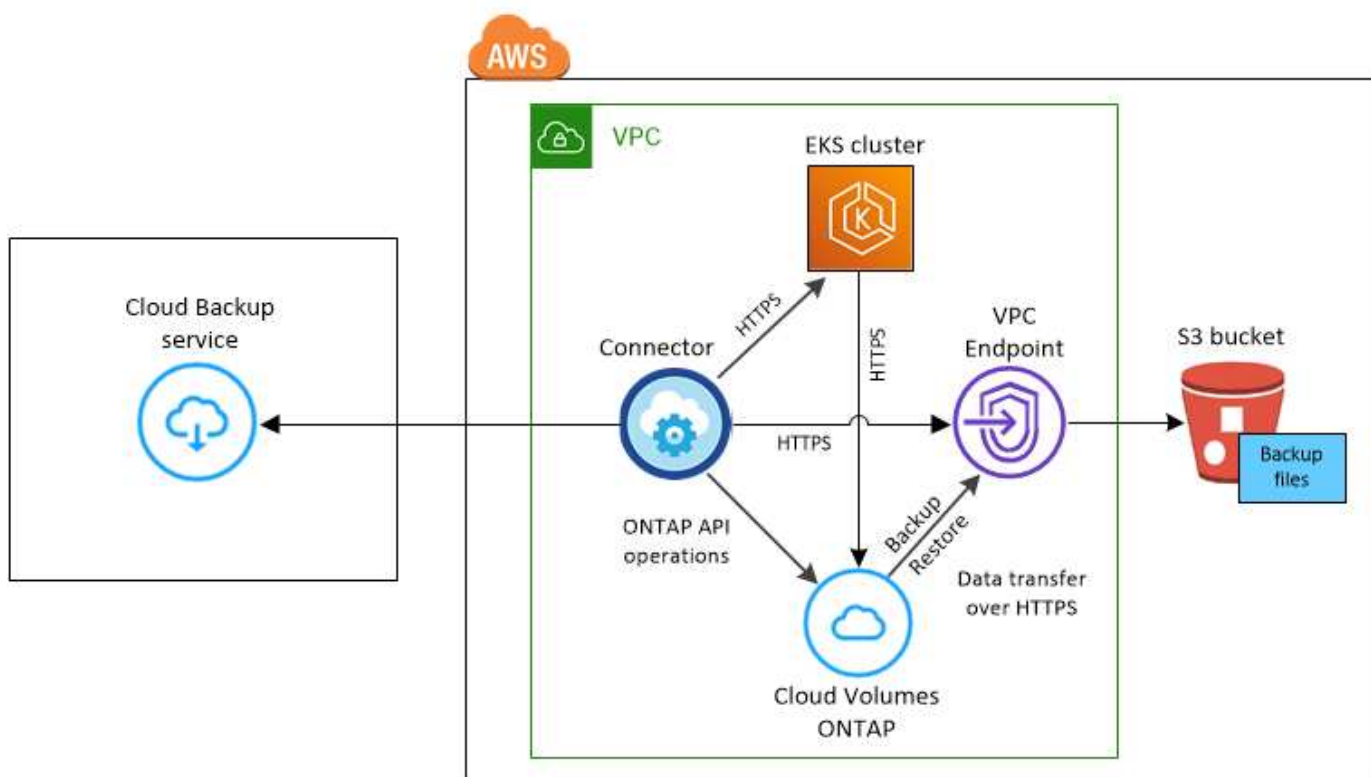 AWS
VPC
EKS cluster
K
Cloud Backup
service
Connector
HTTPS
HTTPS
VPC
Endpoint
S3 bucket
HTTPS
Backup
files
ONTAP API
operations
Backup
Restore
Data transfer
over HTTPS
Cloud Volumes
ONTAP